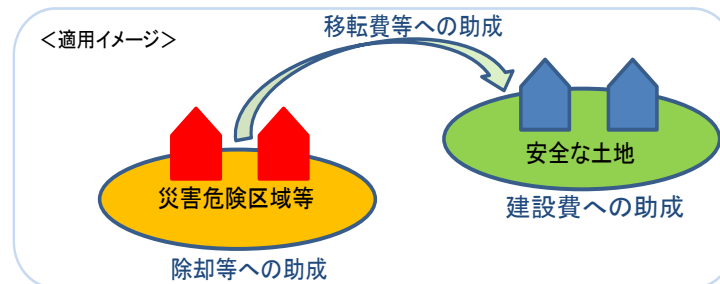 ＜適用イメージ＞
移転費等への助成
安全な土地
災害危険区域等
建設費への助成
除却等への助成